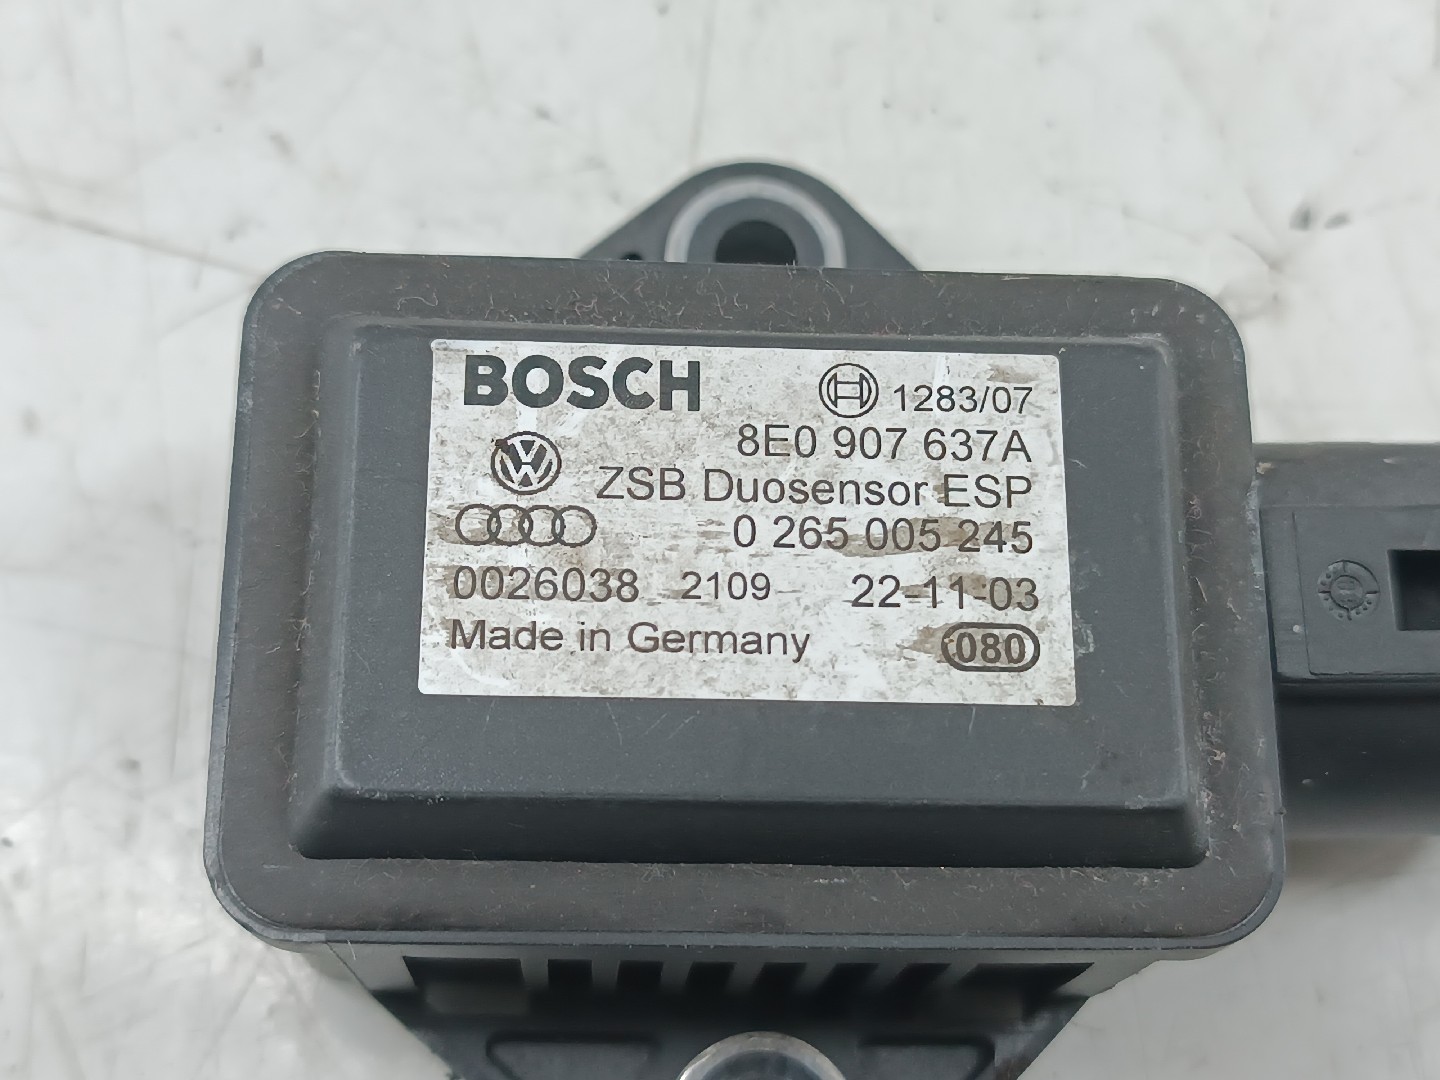 BOSCH
1283/07
8E0 907 637A
ZSB Duosensor ESP
0 265 005 245
0026038 2109 22-11-03
Made in Germany 080